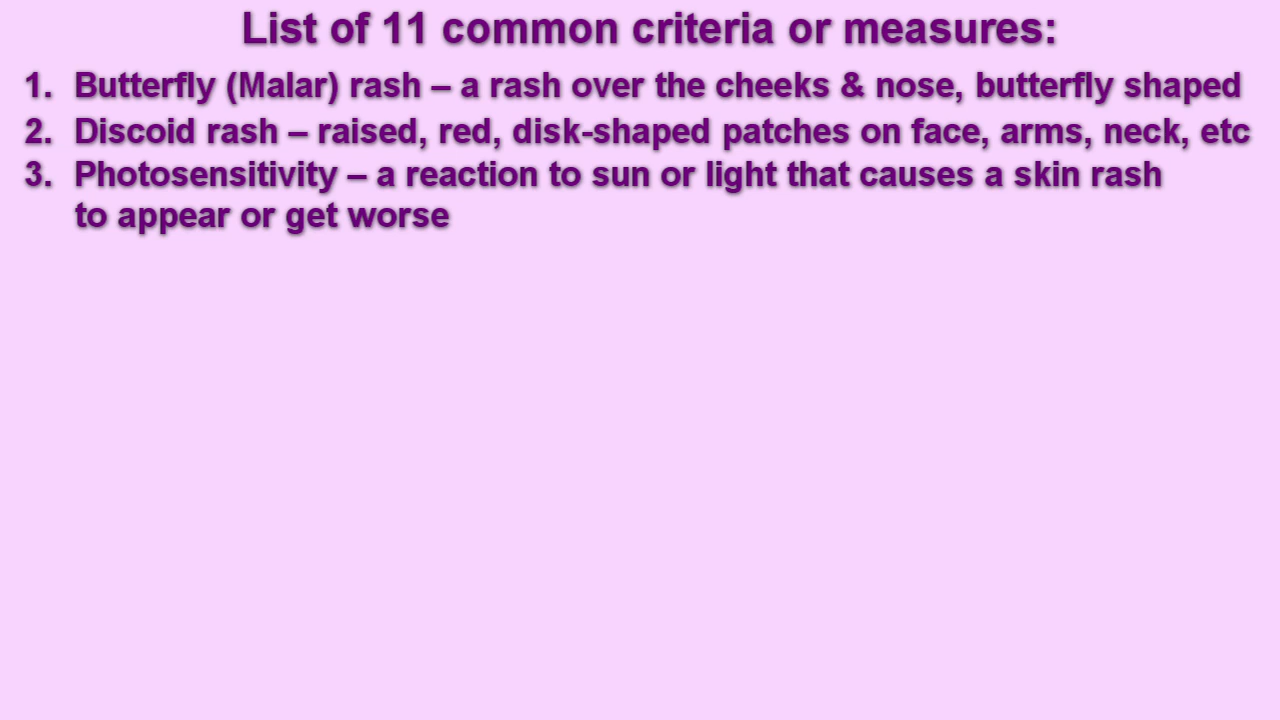 List of 11 common criteria or measures:
1. Butterfly (Malar) rash – a rash over the cheeks & nose, butterfly shaped
2. Discoid rash – raised, red, disk-shaped patches on face, arms, neck, etc
3. Photosensitivity – a reaction to sun or light that causes a skin rash
to appear or get worse